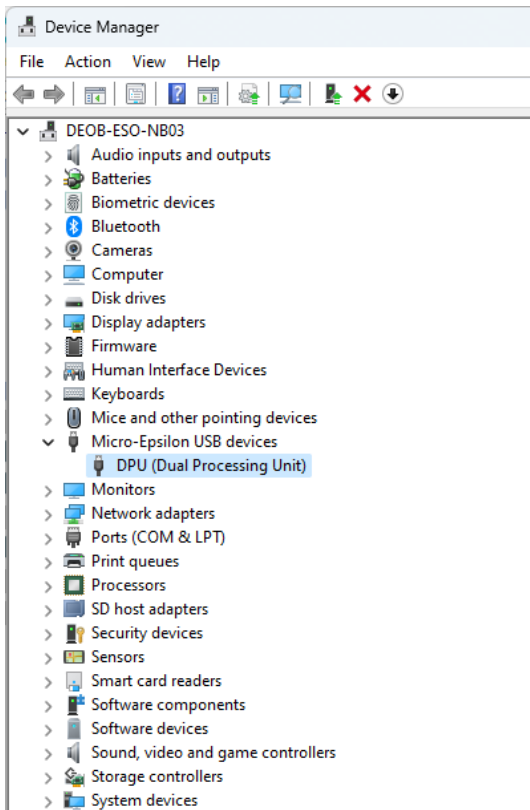 Device Manager
File Action View Help
DEOB-ESO-NB03
Audio inputs and outputs
Batteries
Biometric devices
Bluetooth
Cameras
Computer
Disk drives
Display adapters
Firmware
Human Interface Devices
Keyboards
Mice and other pointing devices
Micro-Epsilon USB devices
DPU (Dual Processing Unit)
Monitors
Network adapters
Ports (COM & LPT)
Print queues
Processors
SD host adapters
Security devices
Sensors
Smart card readers
Software components
Software devices
Sound, video and game controllers
Storage controllers
System devices